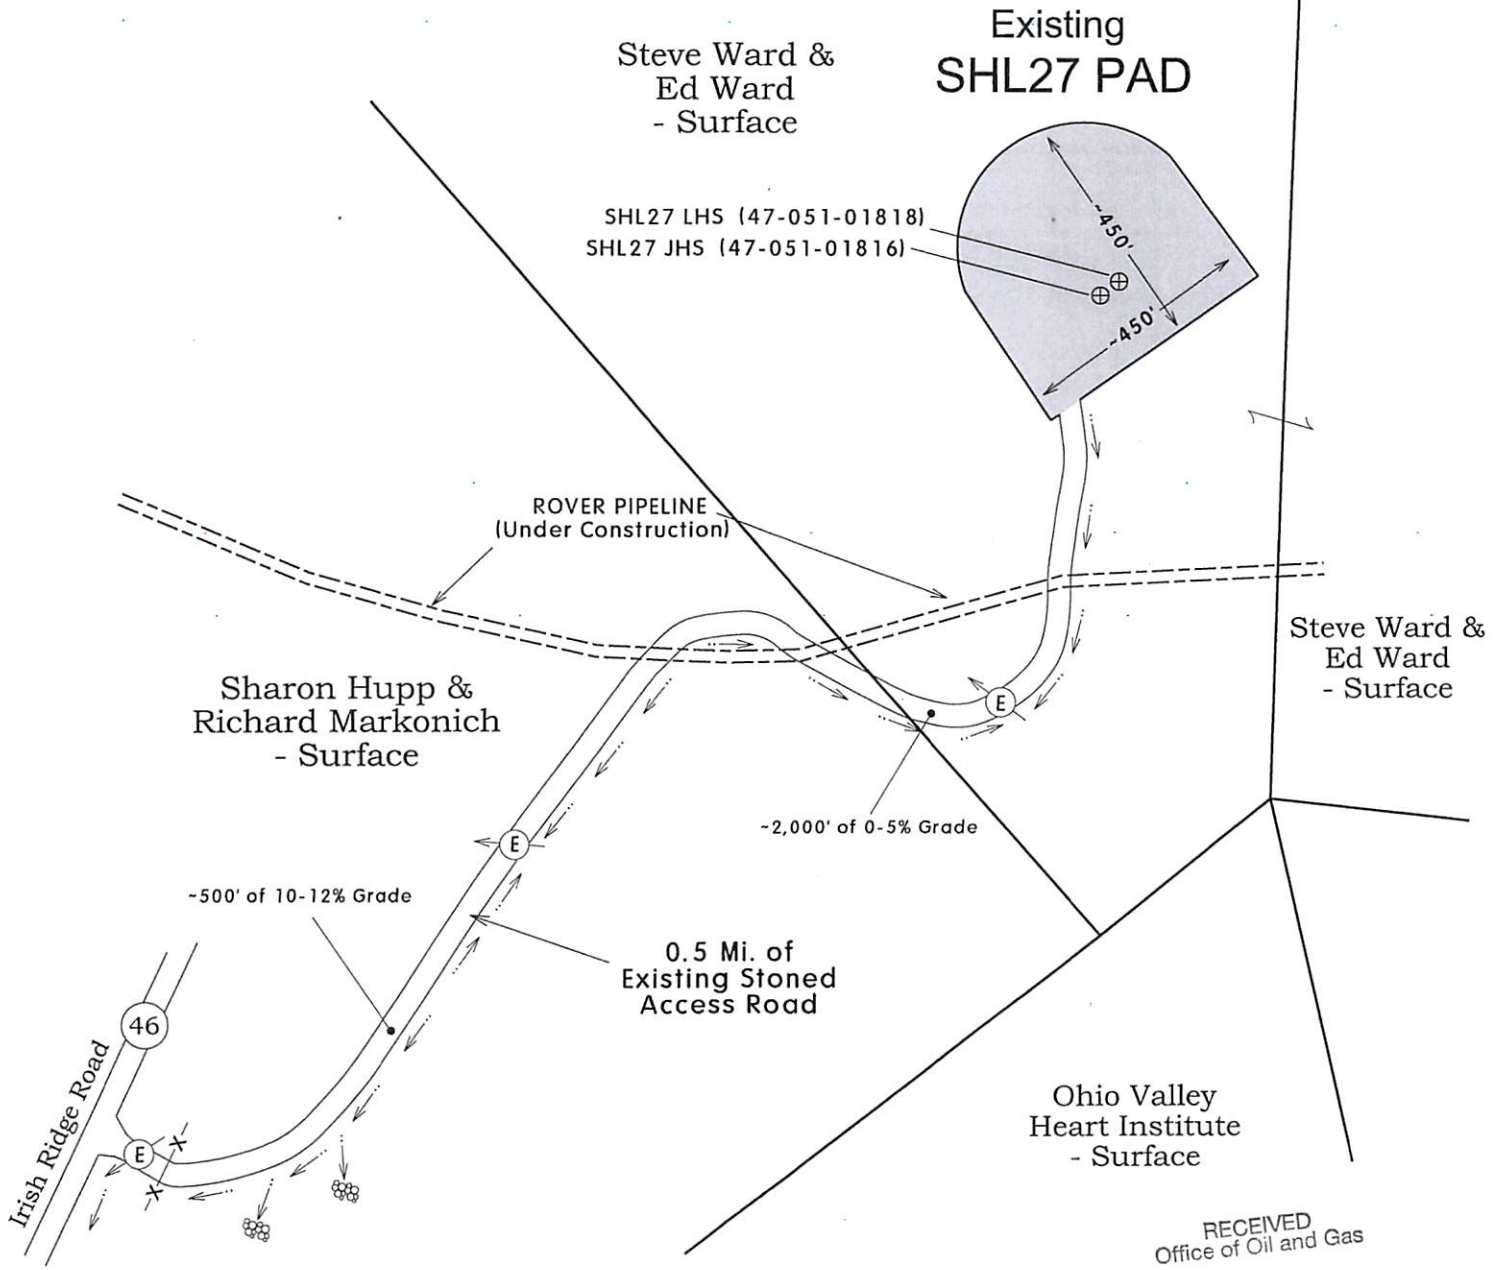 Existing
SHL27 PAD
Steve Ward &
Ed Ward
- Surface
SHL27 LHS (47-051-01818)
SHL27 JHS (47-051-01816)
~450'
~450'
ROVER PIPELINE
(Under Construction)
Steve Ward &
Ed Ward
- Surface
Sharon Hupp &
Richard Markonich
- Surface
E
~2,000' of 0-5% Grade
E
~500' of 10-12% Grade
0.5 Mi. of
Existing Stoned
Access Road
46
Irish Ridge Road
E
X
X
Ohio Valley
Heart Institute
- Surface
RECEIVED
Office of Oil and Gas